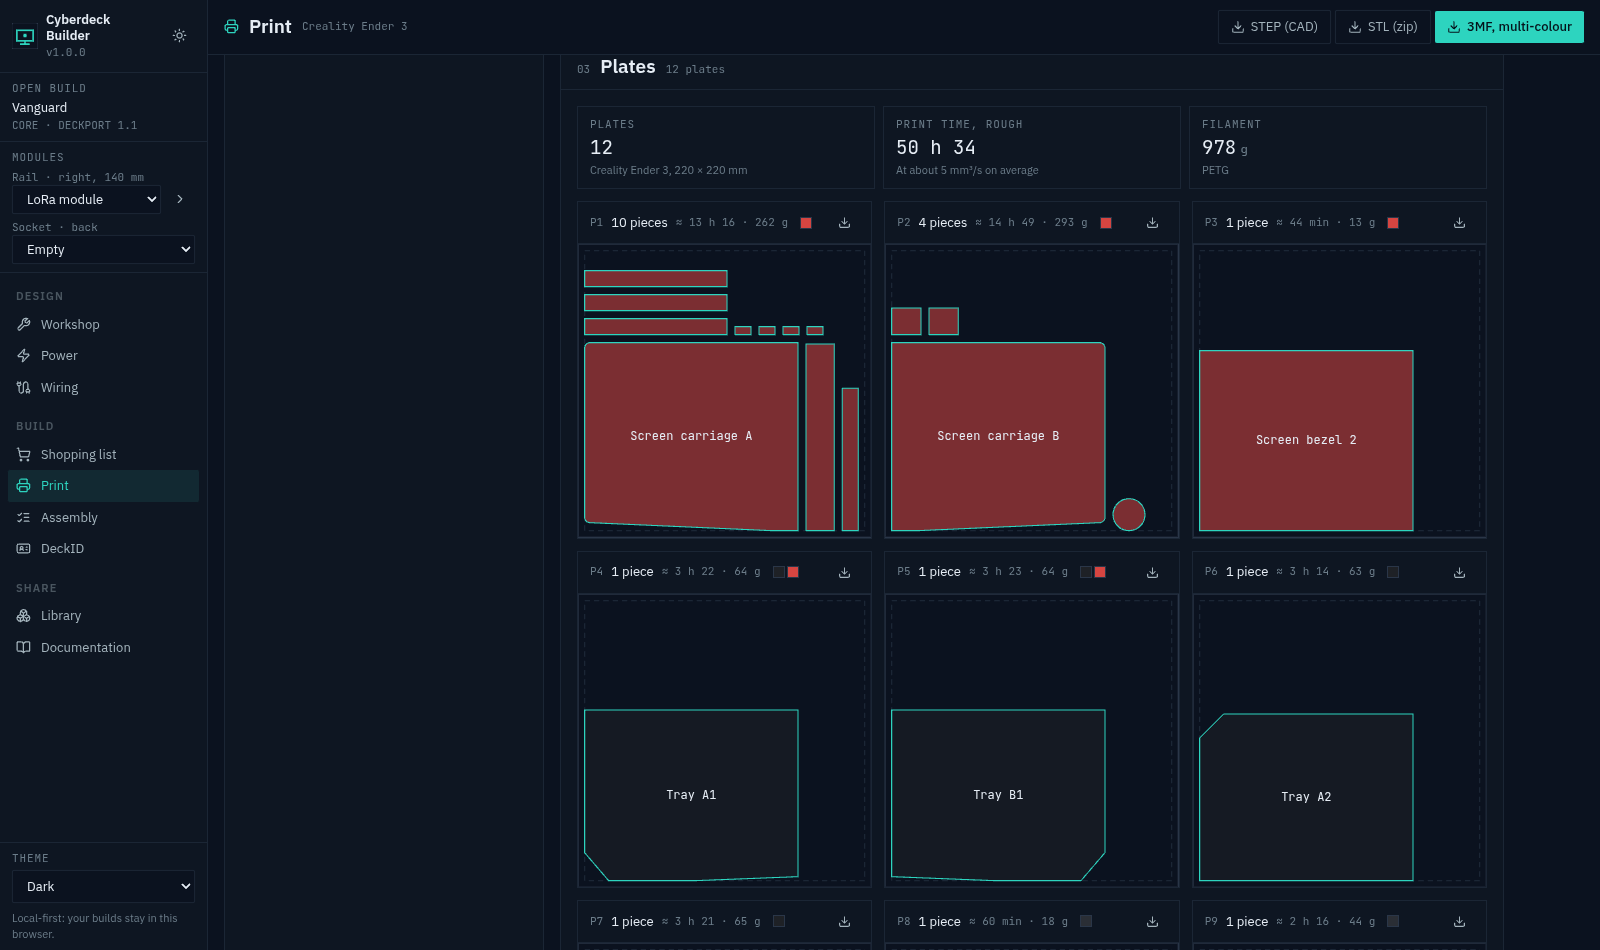 Cyberdeck
Builder
v1.0.0
OPEN BUILD
Vanguard
CORE · DECKPORT 1.1
MODULES
Rail · right, 140 mm
LoRa module
Socket · back
Empty
DESIGN
Workshop
Power
Wiring
BUILD
Shopping list
Print
Assembly
DeckID
SHARE
Library
Documentation
THEME
Dark
Local-first: your builds stay in this
browser.
Print Creality Ender 3
STEP (CAD)
STL (zip)
3MF, multi-colour
03 Plates 12 plates
PLATES
12
Creality Ender 3, 220 × 220 mm
PRINT TIME, ROUGH
50 h 34
At about 5 mm³/s on average
FILAMENT
978 g
PETG
P1 10 pieces ≈ 13 h 16 · 262 g
Screen carriage A
P2 4 pieces ≈ 14 h 49 · 293 g
Screen carriage B
P3 1 piece ≈ 44 min · 13 g
Screen bezel 2
P4 1 piece ≈ 3 h 22 · 64 g
Tray A1
P5 1 piece ≈ 3 h 23 · 64 g
Tray B1
P6 1 piece ≈ 3 h 14 · 63 g
Tray A2
P7 1 piece ≈ 3 h 21 · 65 g
P8 1 piece ≈ 60 min · 18 g
P9 1 piece ≈ 2 h 16 · 44 g